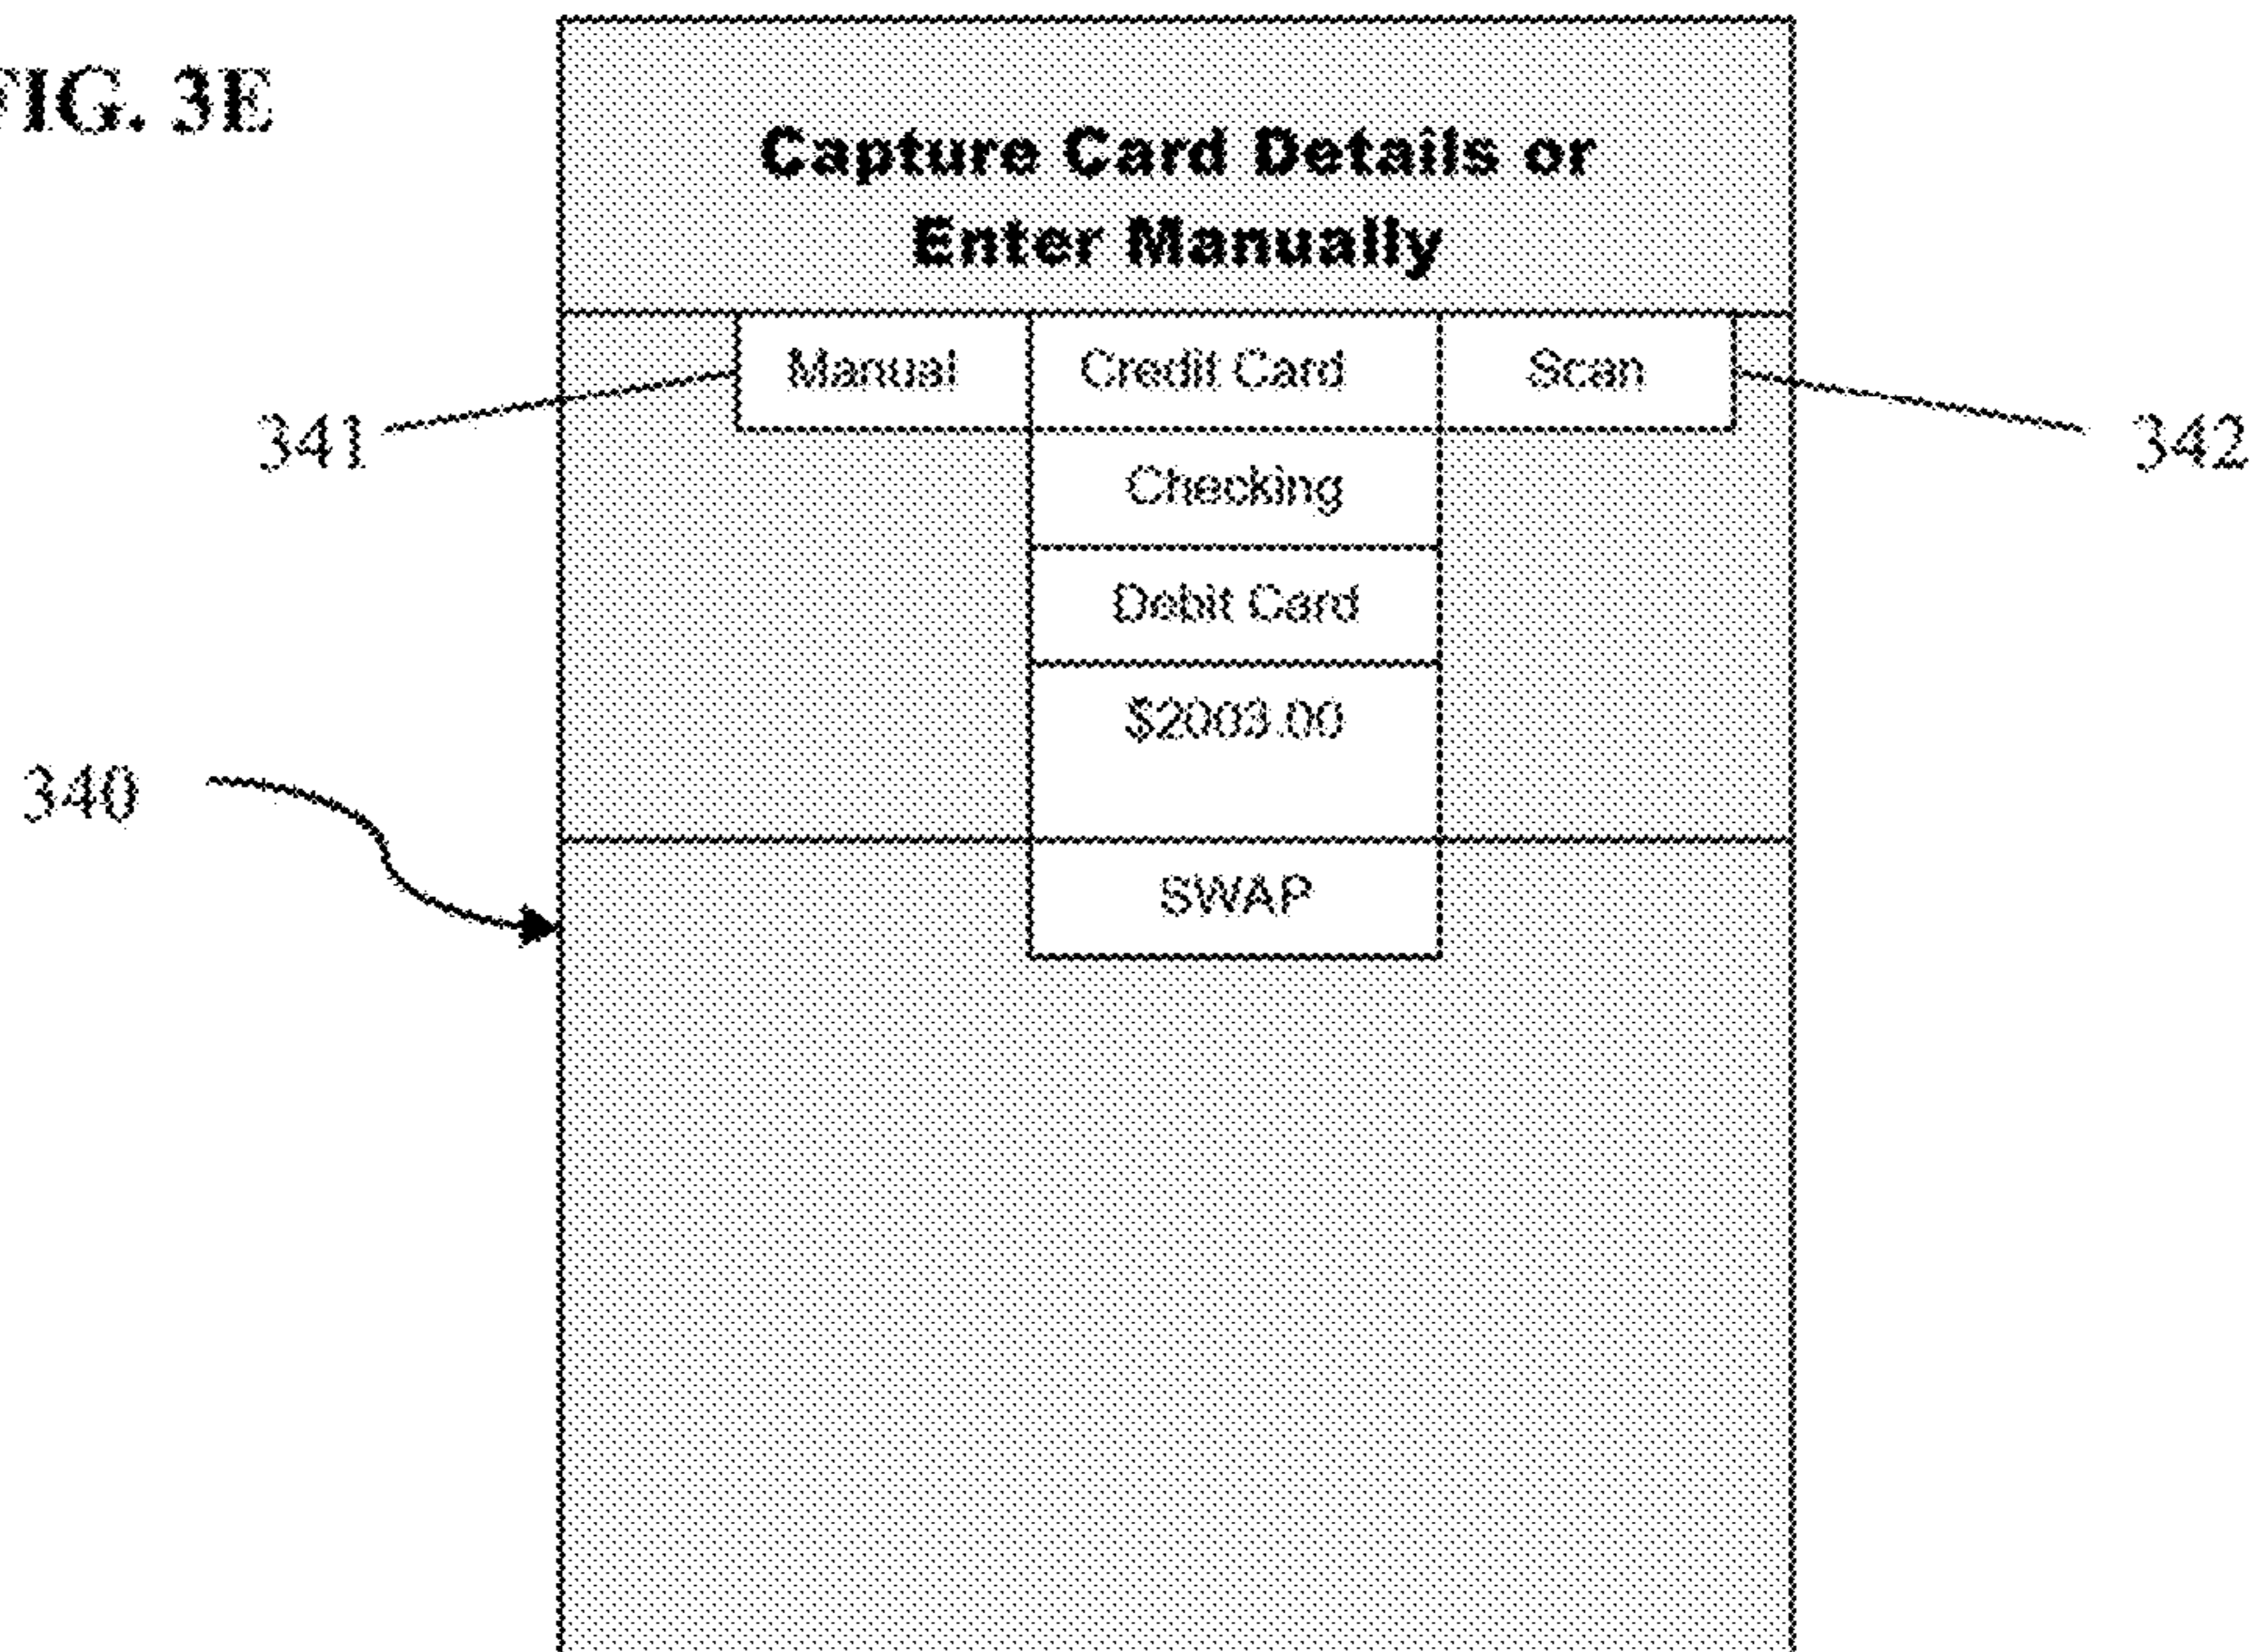 FIG. 3E
Capture Card Details or
Enter Manually
Manual Credit Card Scan
341
342
Checking
Debit Card
$2003.00
340
SWAP